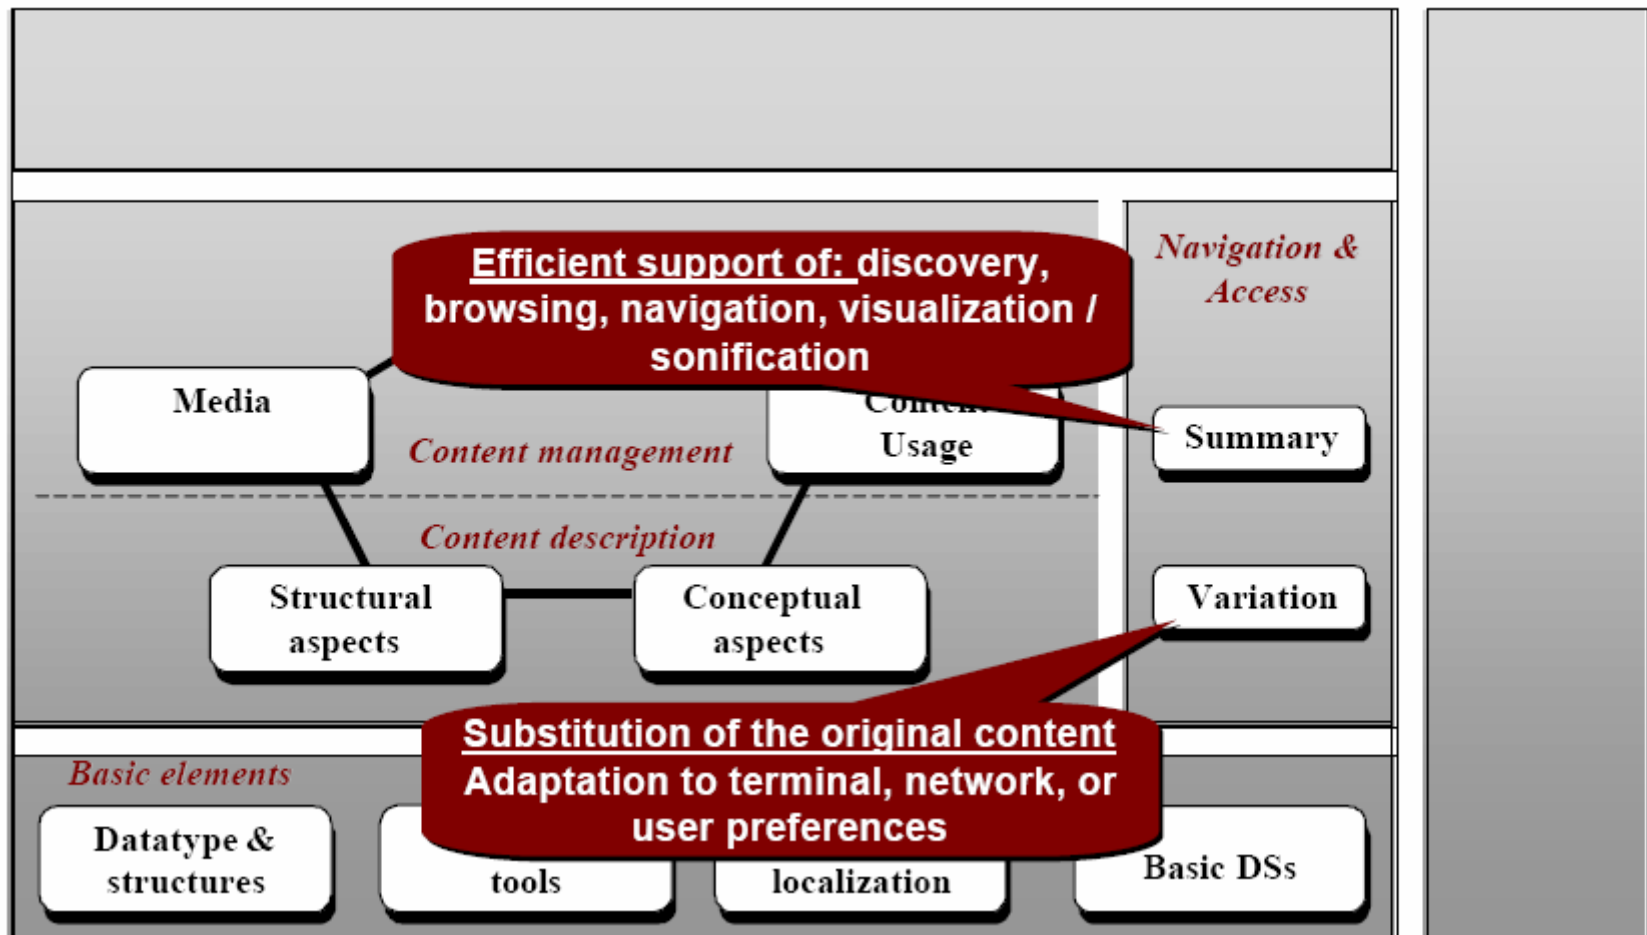 Efficient support of: discovery,
browsing, navigation, visualization /
sonification
Navigation &
Access
Media
Content
Usage
Summary
Content management
Content description
Structural
aspects
Conceptual
aspects
Variation
Substitution of the original content
Adaptation to terminal, network, or
user preferences
Basic elements
Datatype &
structures
tools
localization
Basic DSs